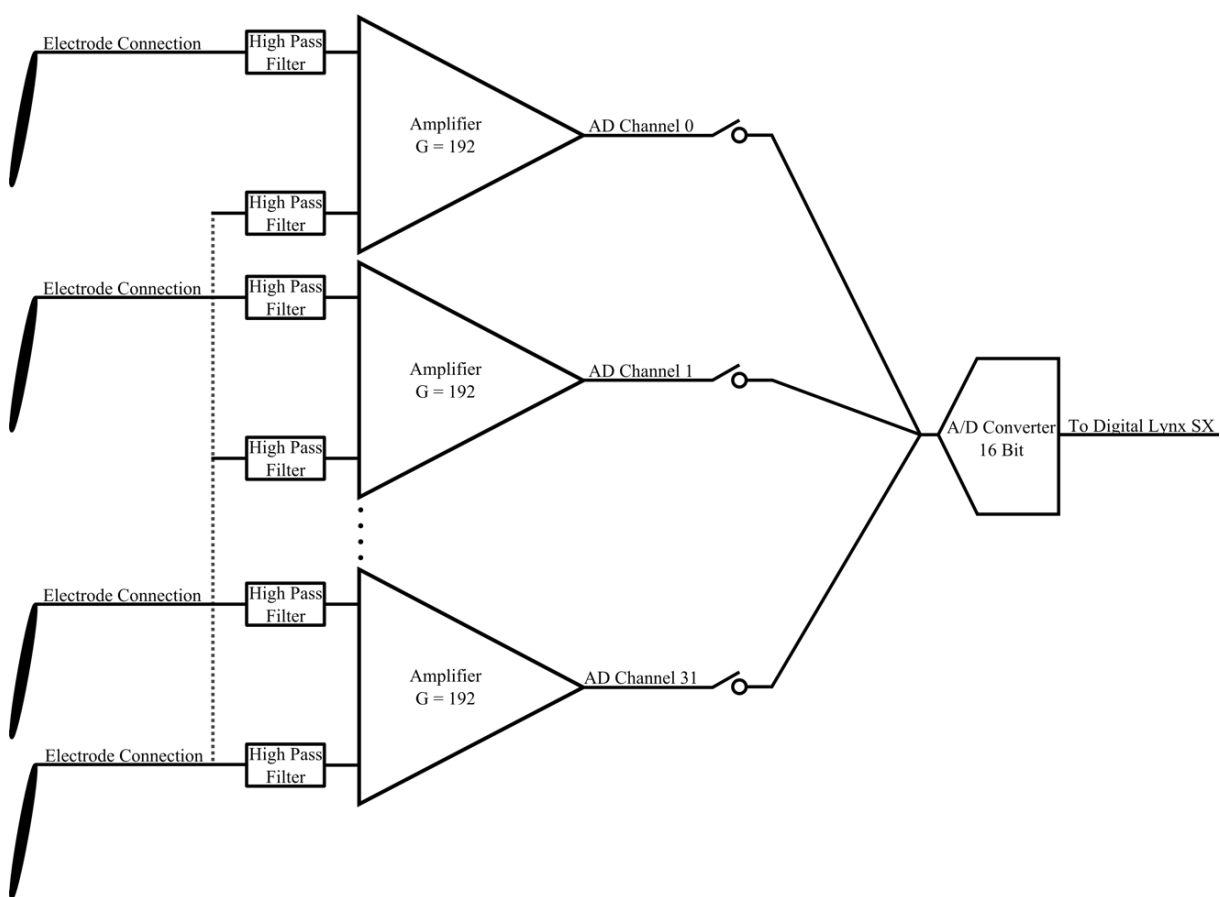 Electrode Connection
High Pass
Filter
Amplifier
G = 192
AD Channel 0
High Pass
Filter
Electrode Connection
High Pass
Filter
Amplifier
G = 192
AD Channel 1
High Pass
Filter
A/D Converter
16 Bit
To Digital Lynx SX
Electrode Connection
High Pass
Filter
Amplifier
G = 192
AD Channel 31
Electrode Connection
High Pass
Filter